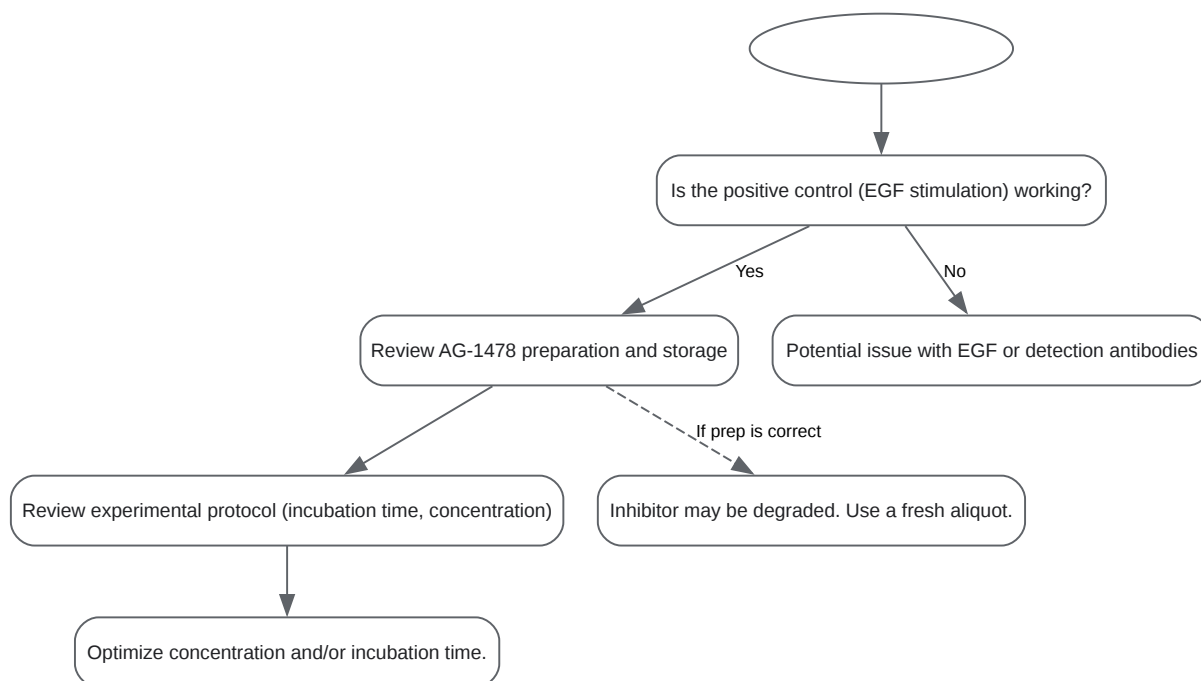 Is the positive control (EGF stimulation) working?
Yes
No
Review AG-1478 preparation and storage
Potential issue with EGF or detection antibodies
If prep is correct
Review experimental protocol (incubation time, concentration)
Inhibitor may be degraded. Use a fresh aliquot.
Optimize concentration and/or incubation time.